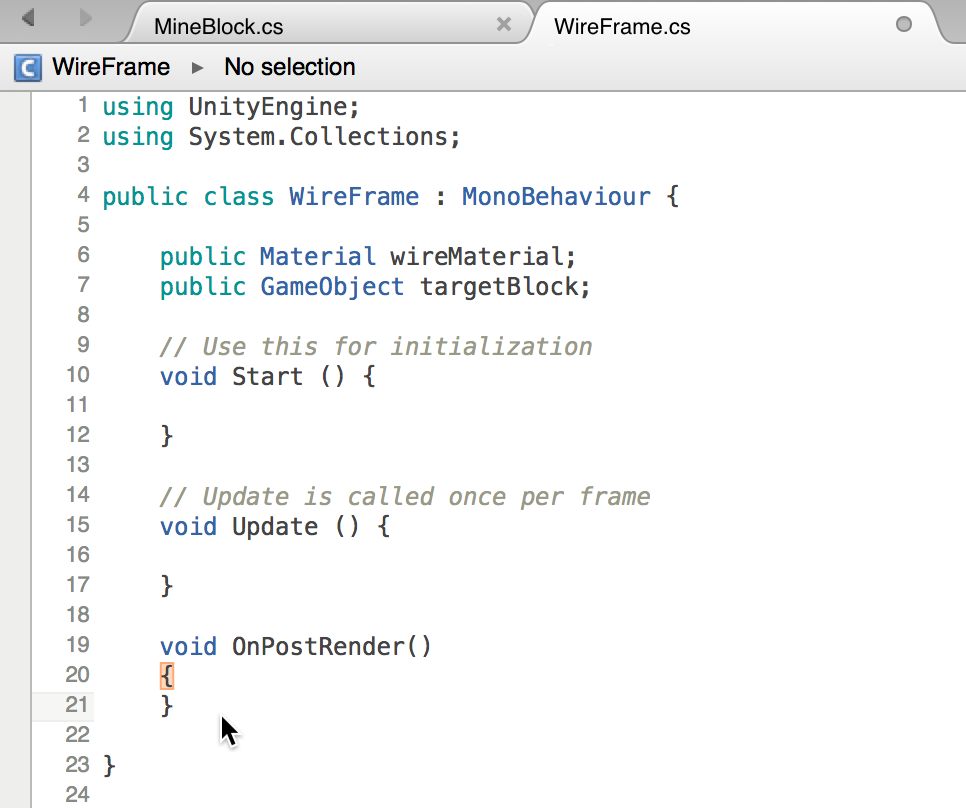 MineBlock.cs
WireFrame.cs
C WireFrame ▸ No selection
1 using UnityEngine;
2 using System.Collections;
3
4 public class WireFrame : MonoBehaviour {
5
6 public Material wireMaterial;
7 public GameObject targetBlock;
8
9 // Use this for initialization
10 void Start () {
11
12 }
13
14 // Update is called once per frame
15 void Update () {
16
17 }
18
19 void OnPostRender()
20 {
21 }
22
23 }
24